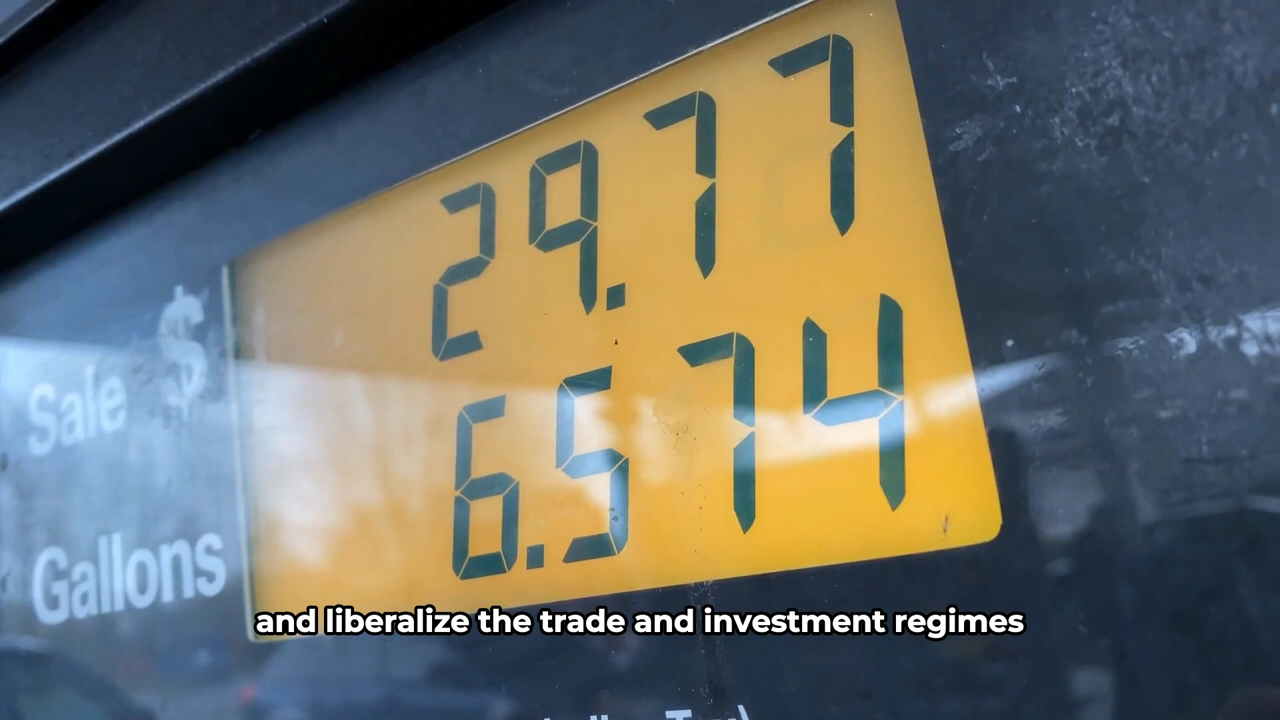 29.77
Sale $
6.574
Gallons
and liberalize the trade and investment regimes